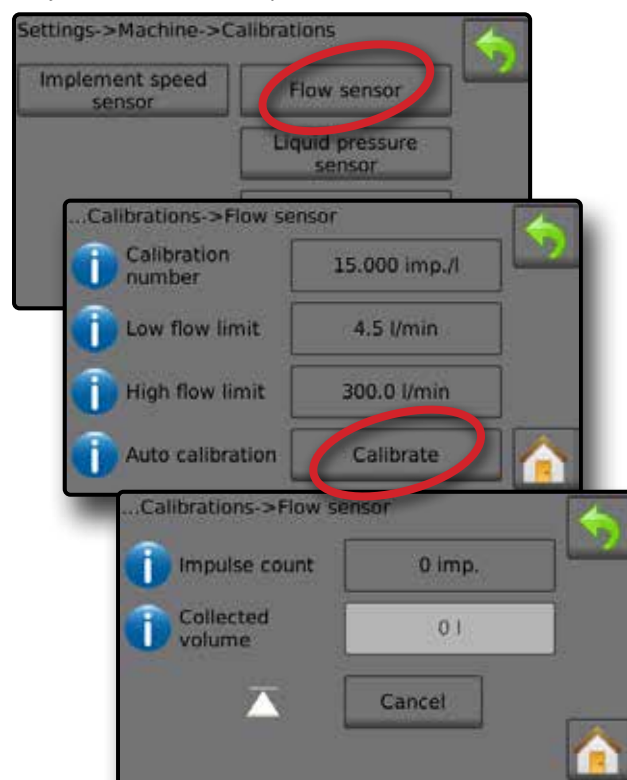 Settings->Machine->Calibrations
Implement speed
sensor
Flow sensor
Liquid pressure
sensor
...Calibrations->Flow sensor
Calibration
number
15.000 imp./l
Low flow limit
4.5 l/min
High flow limit
300.0 l/min
Auto calibration
Calibrate
...Calibrations->Flow sensor
Impulse count
0 imp.
Collected
volume
0 l
Cancel